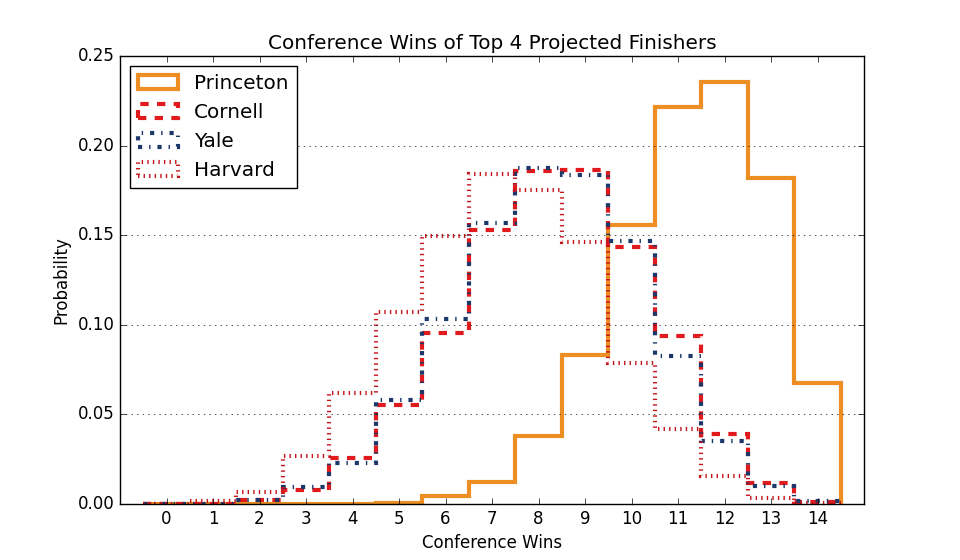 Conference Wins of Top 4 Projected Finishers
0.25
0.20
0.15
0.10
0.05
0.00
Probability
Princeton
Cornell
Yale
Harvard
0 1 2 3 4 5 6 7 8 9 10 11 12 13 14
Conference Wins